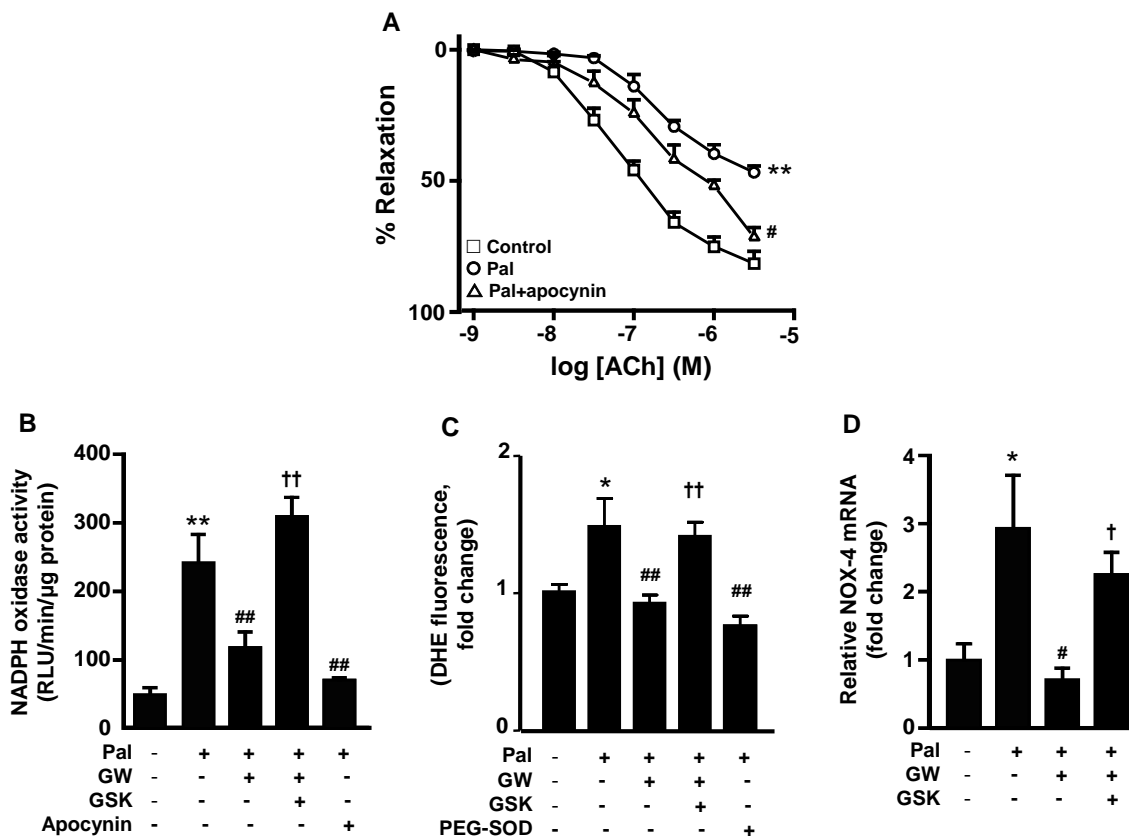 A
% Relaxation
0
50
100
□ Control
○ Pal
△ Pal+apocynin
**
#
-9 -8 -7 -6 -5
log [ACh] (M)
B
NADPH oxidase activity
(RLU/min/µg protein)
400
300
200
100
0
**
##
††
##
Pal - + + + +
GW - - + + -
GSK - - - + -
Apocynin - - - - +
C
(DHE fluorescence,
fold change)
2
1
0
*
##
††
##
Pal - + + + +
GW - - + + -
GSK - - - + -
PEG-SOD - - - - +
D
Relative NOX-4 mRNA
(fold change)
4
3
2
1
0
*
#
†
Pal - + + +
GW - - + +
GSK - - - +